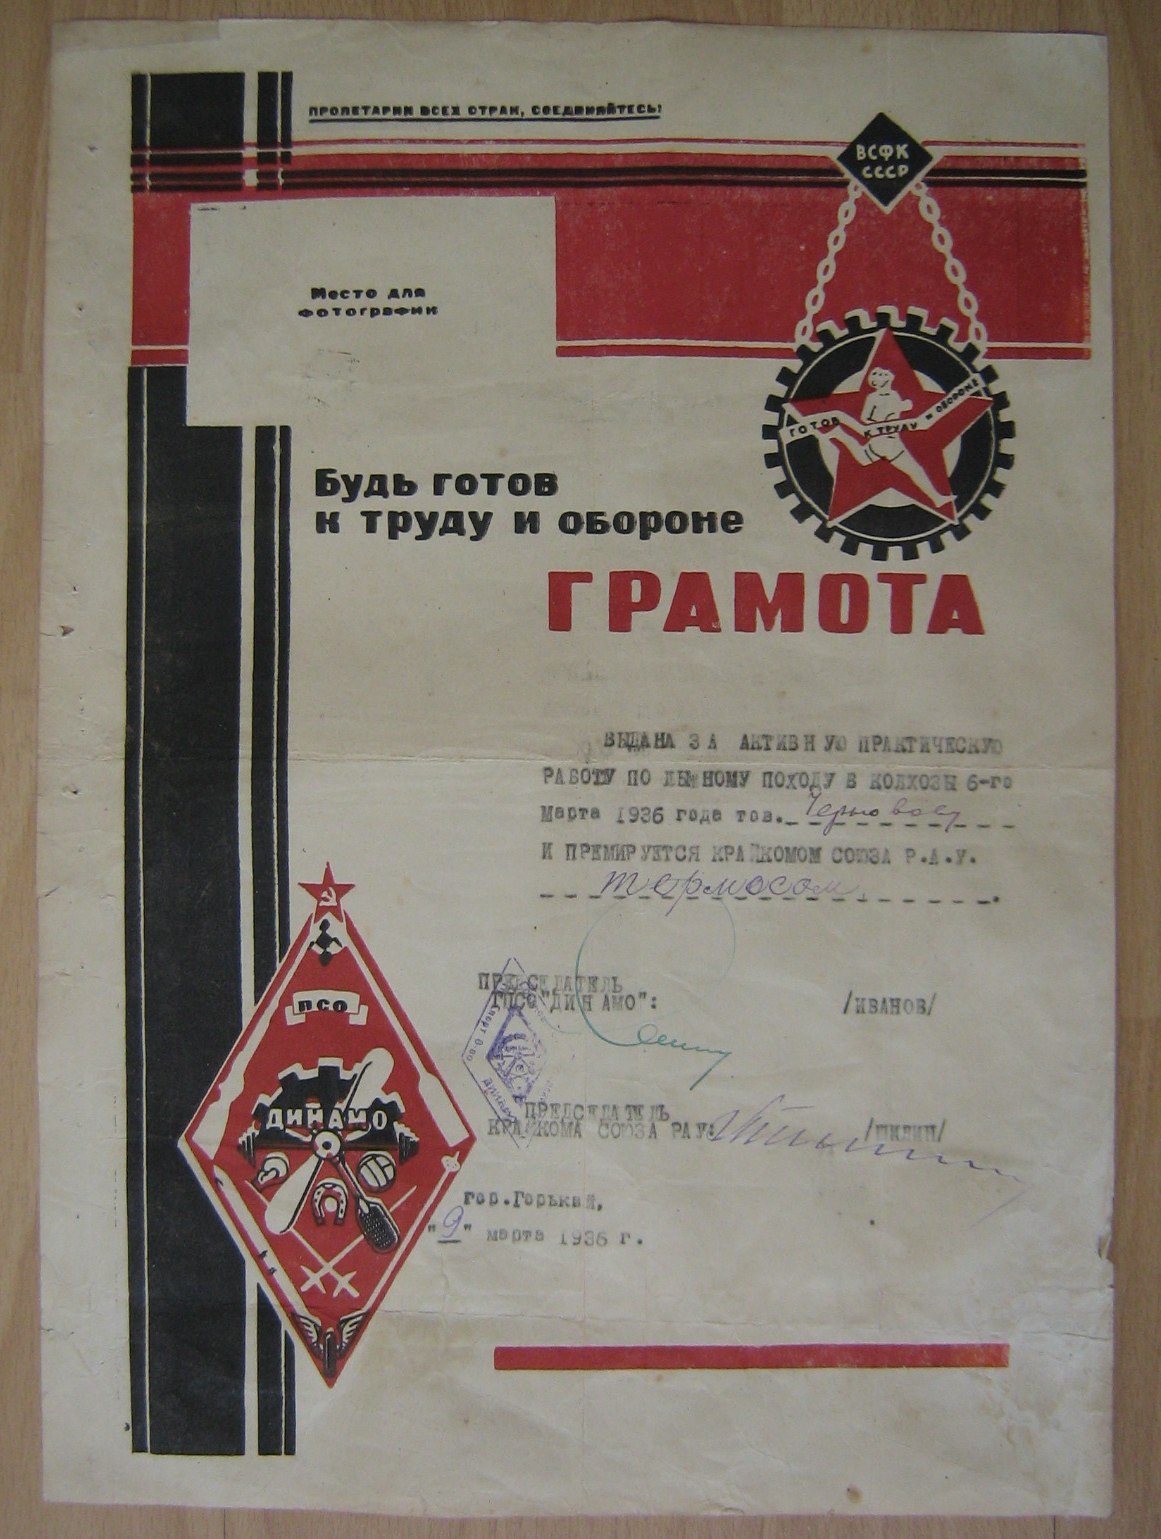 ПРОЛЕТАРИИ ВСЕХ СТРАН, СОЕДИНЯЙТЕСЬ!
ВСФК
СССР
Место для
фотографии
ГОТОВ К ТРУДУ И ОБОРОНЕ
Будь готов
к труду и обороне
ГРАМОТА
ВЫДАНА ЗА АКТИВНУЮ ПРАКТИЧЕСКУЮ
РАБОТУ ПО ЛЫЖНОМУ ПОХОДУ В КОЛХОЗЫ 6-го
Марта 1936 года тов. Черновой
И ПРЕМИРУЕТСЯ КРАЙКОМОМ СОЮЗА Р.А.У.
термосом.
ПРЕДСЕДАТЕЛЬ
ГПСО "ДИНАМО": /ИВАНОВ/
ПСО
ДИНАМО
ПРЕДСЕДАТЕЛЬ
КРАЙКОМА СОЮЗА РАУ:
гор.Горький,
"9" марта 1936 г.